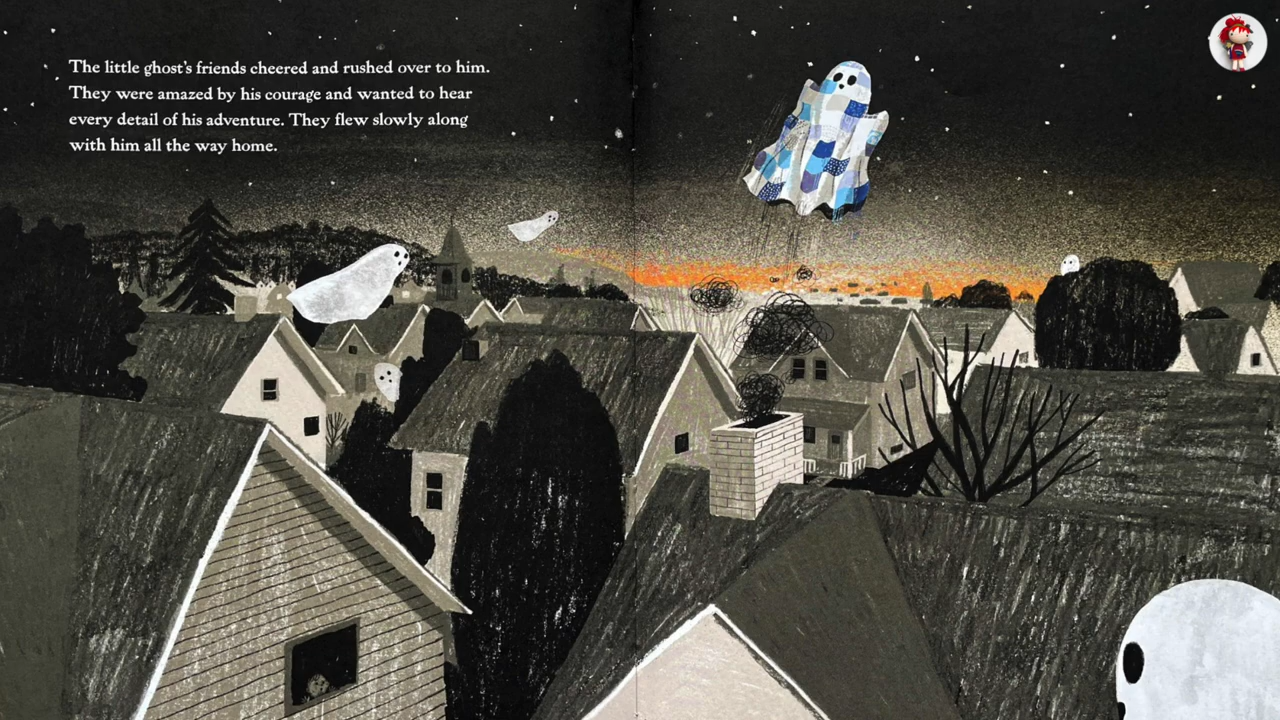 The little ghost's friends cheered and rushed over to him.
They were amazed by his courage and wanted to hear
every detail of his adventure. They flew slowly along
with him all the way home.